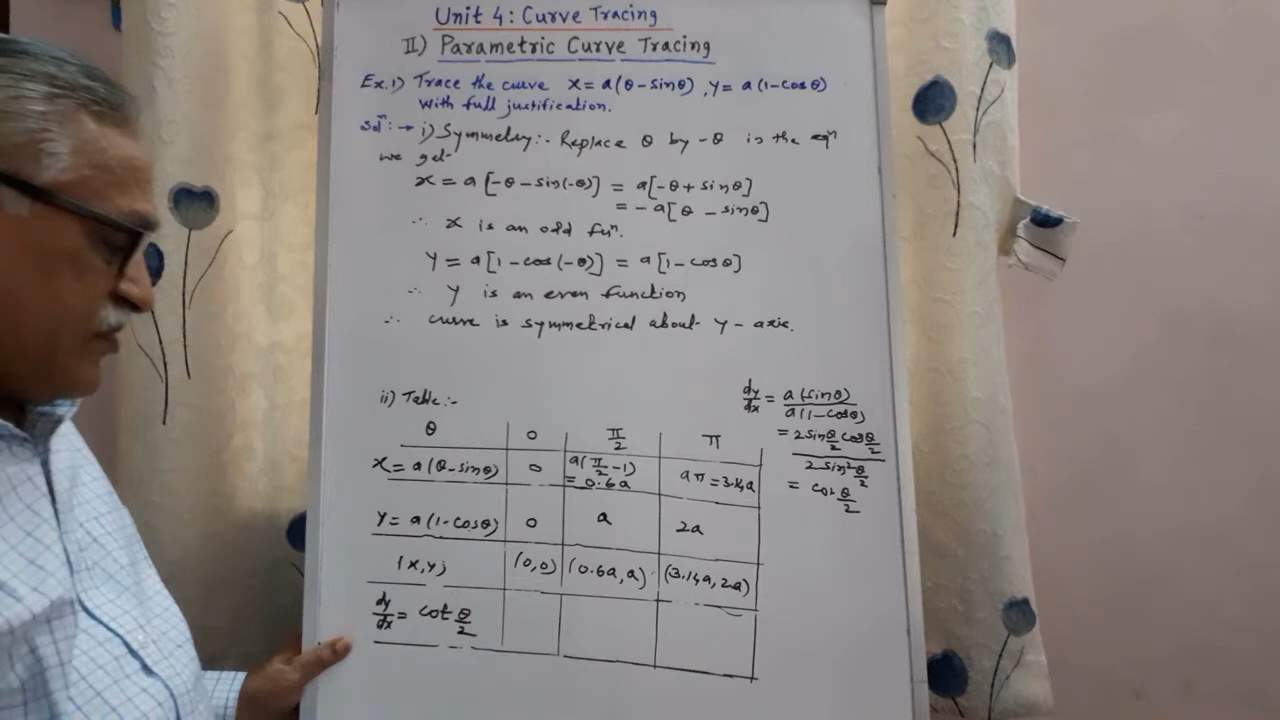 Unit 4: Curve Tracing
II) Parametric Curve Tracing
Ex.1) Trace the curve x = a(θ-sinθ), y = a(1-cosθ)
with full justification.
Solⁿ:→ i) Symmetry:- Replace θ by -θ in the eqⁿ
we get-
x = a[-θ-sin(-θ)] = a[-θ+sinθ]
= -a[θ-sinθ]
∴ x is an odd fuⁿ.
y = a[1-cos(-θ)] = a[1-cosθ]
∴ y is an even function
∴ curve is symmetrical about y-axis.
ii) Table:-
θ 0 π/2 π
x = a(θ-sinθ) 0 a(π/2-1) = 0.6a aπ = 3.14a
y = a(1-cosθ) 0 a 2a
(x,y) (0,0) (0.6a, a) (3.14a, 2a)
dy/dx = cot θ/2
dy/dx = a(sinθ)/a(1-cosθ)
= 2sin θ/2 cos θ/2 / 2sin² θ/2
= cot θ/2